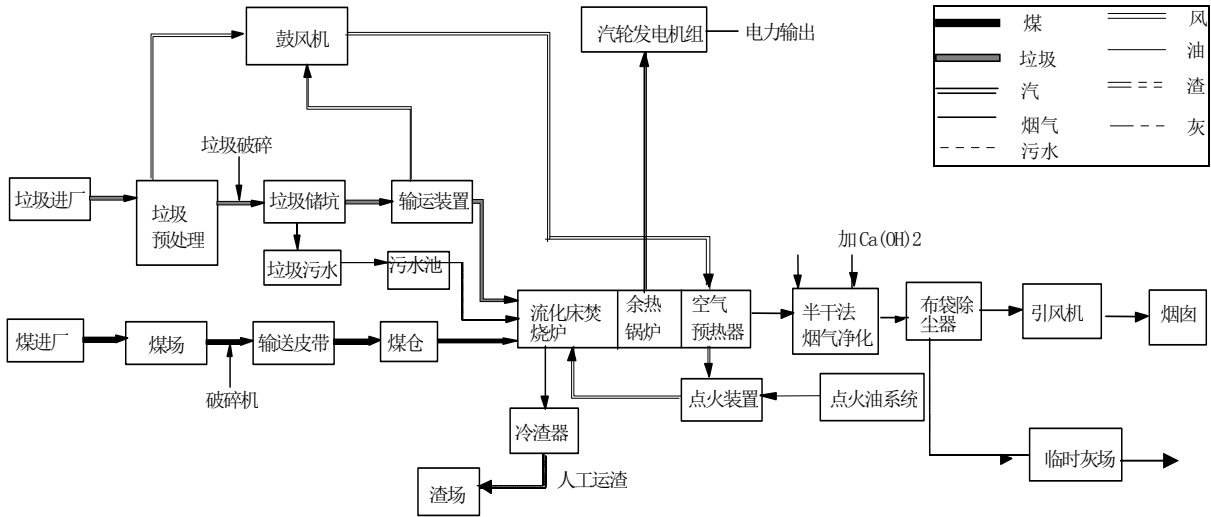 鼓风机
汽轮发电机组
电力输出
煤
垃圾
汽
烟气
污水
风
油
渣
灰
垃圾破碎
垃圾进厂
垃圾
预处理
垃圾储坑
输运装置
垃圾污水
污水池
加Ca(OH)2
流化床焚
烧炉
余热
锅炉
空气
预热器
半干法
烟气净化
布袋除
尘器
引风机
烟囱
煤进厂
煤场
输送皮带
煤仓
破碎机
点火装置
点火油系统
冷渣器
人工运渣
渣场
临时灰场